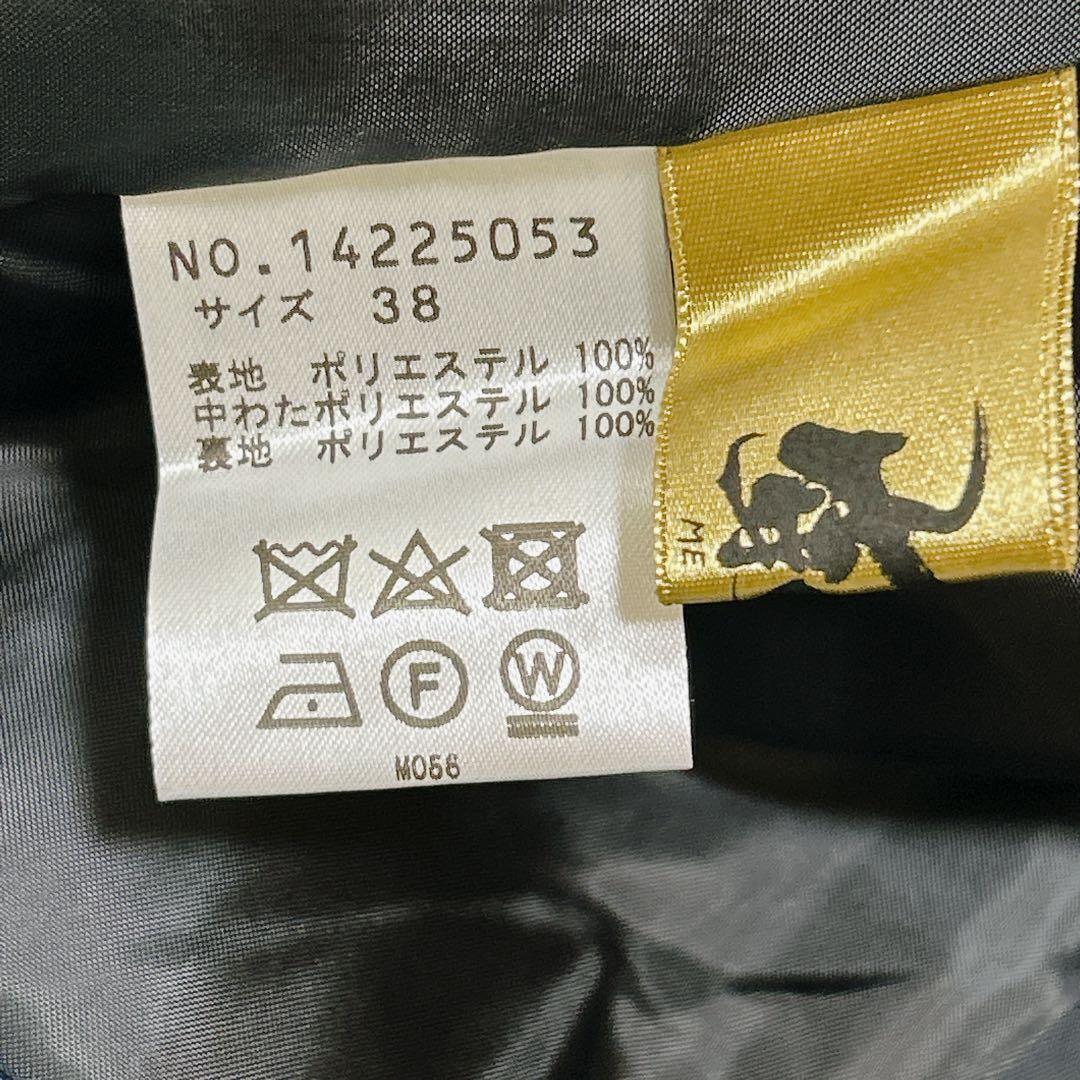 NO.14225053
サイズ 38
表地 ポリエステル 100%
中わたポリエステル 100%
裏地 ポリエステル 100%
F
W
M056
ME